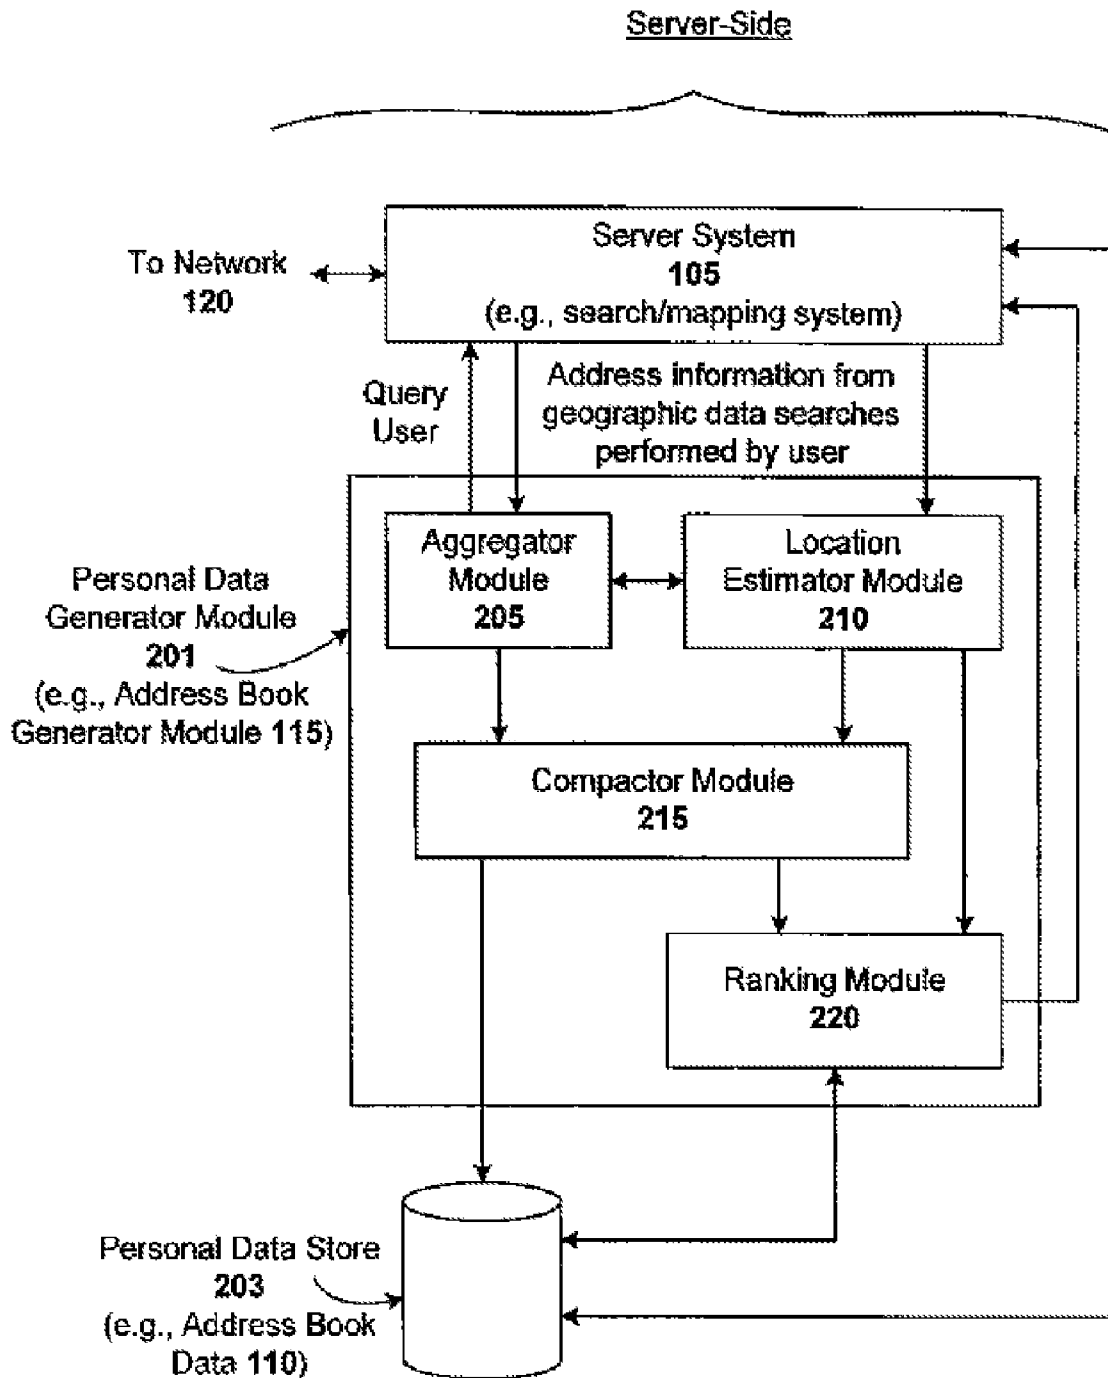 Server-Side
Server System
105
(e.g., search/mapping system)
To Network
120
Query
User
Address information from
geographic data searches
performed by user
Aggregator
Module
205
Location
Estimator Module
210
Personal Data
Generator Module
201
(e.g., Address Book
Generator Module 115)
Compactor Module
215
Ranking Module
220
Personal Data Store
203
(e.g., Address Book
Data 110)